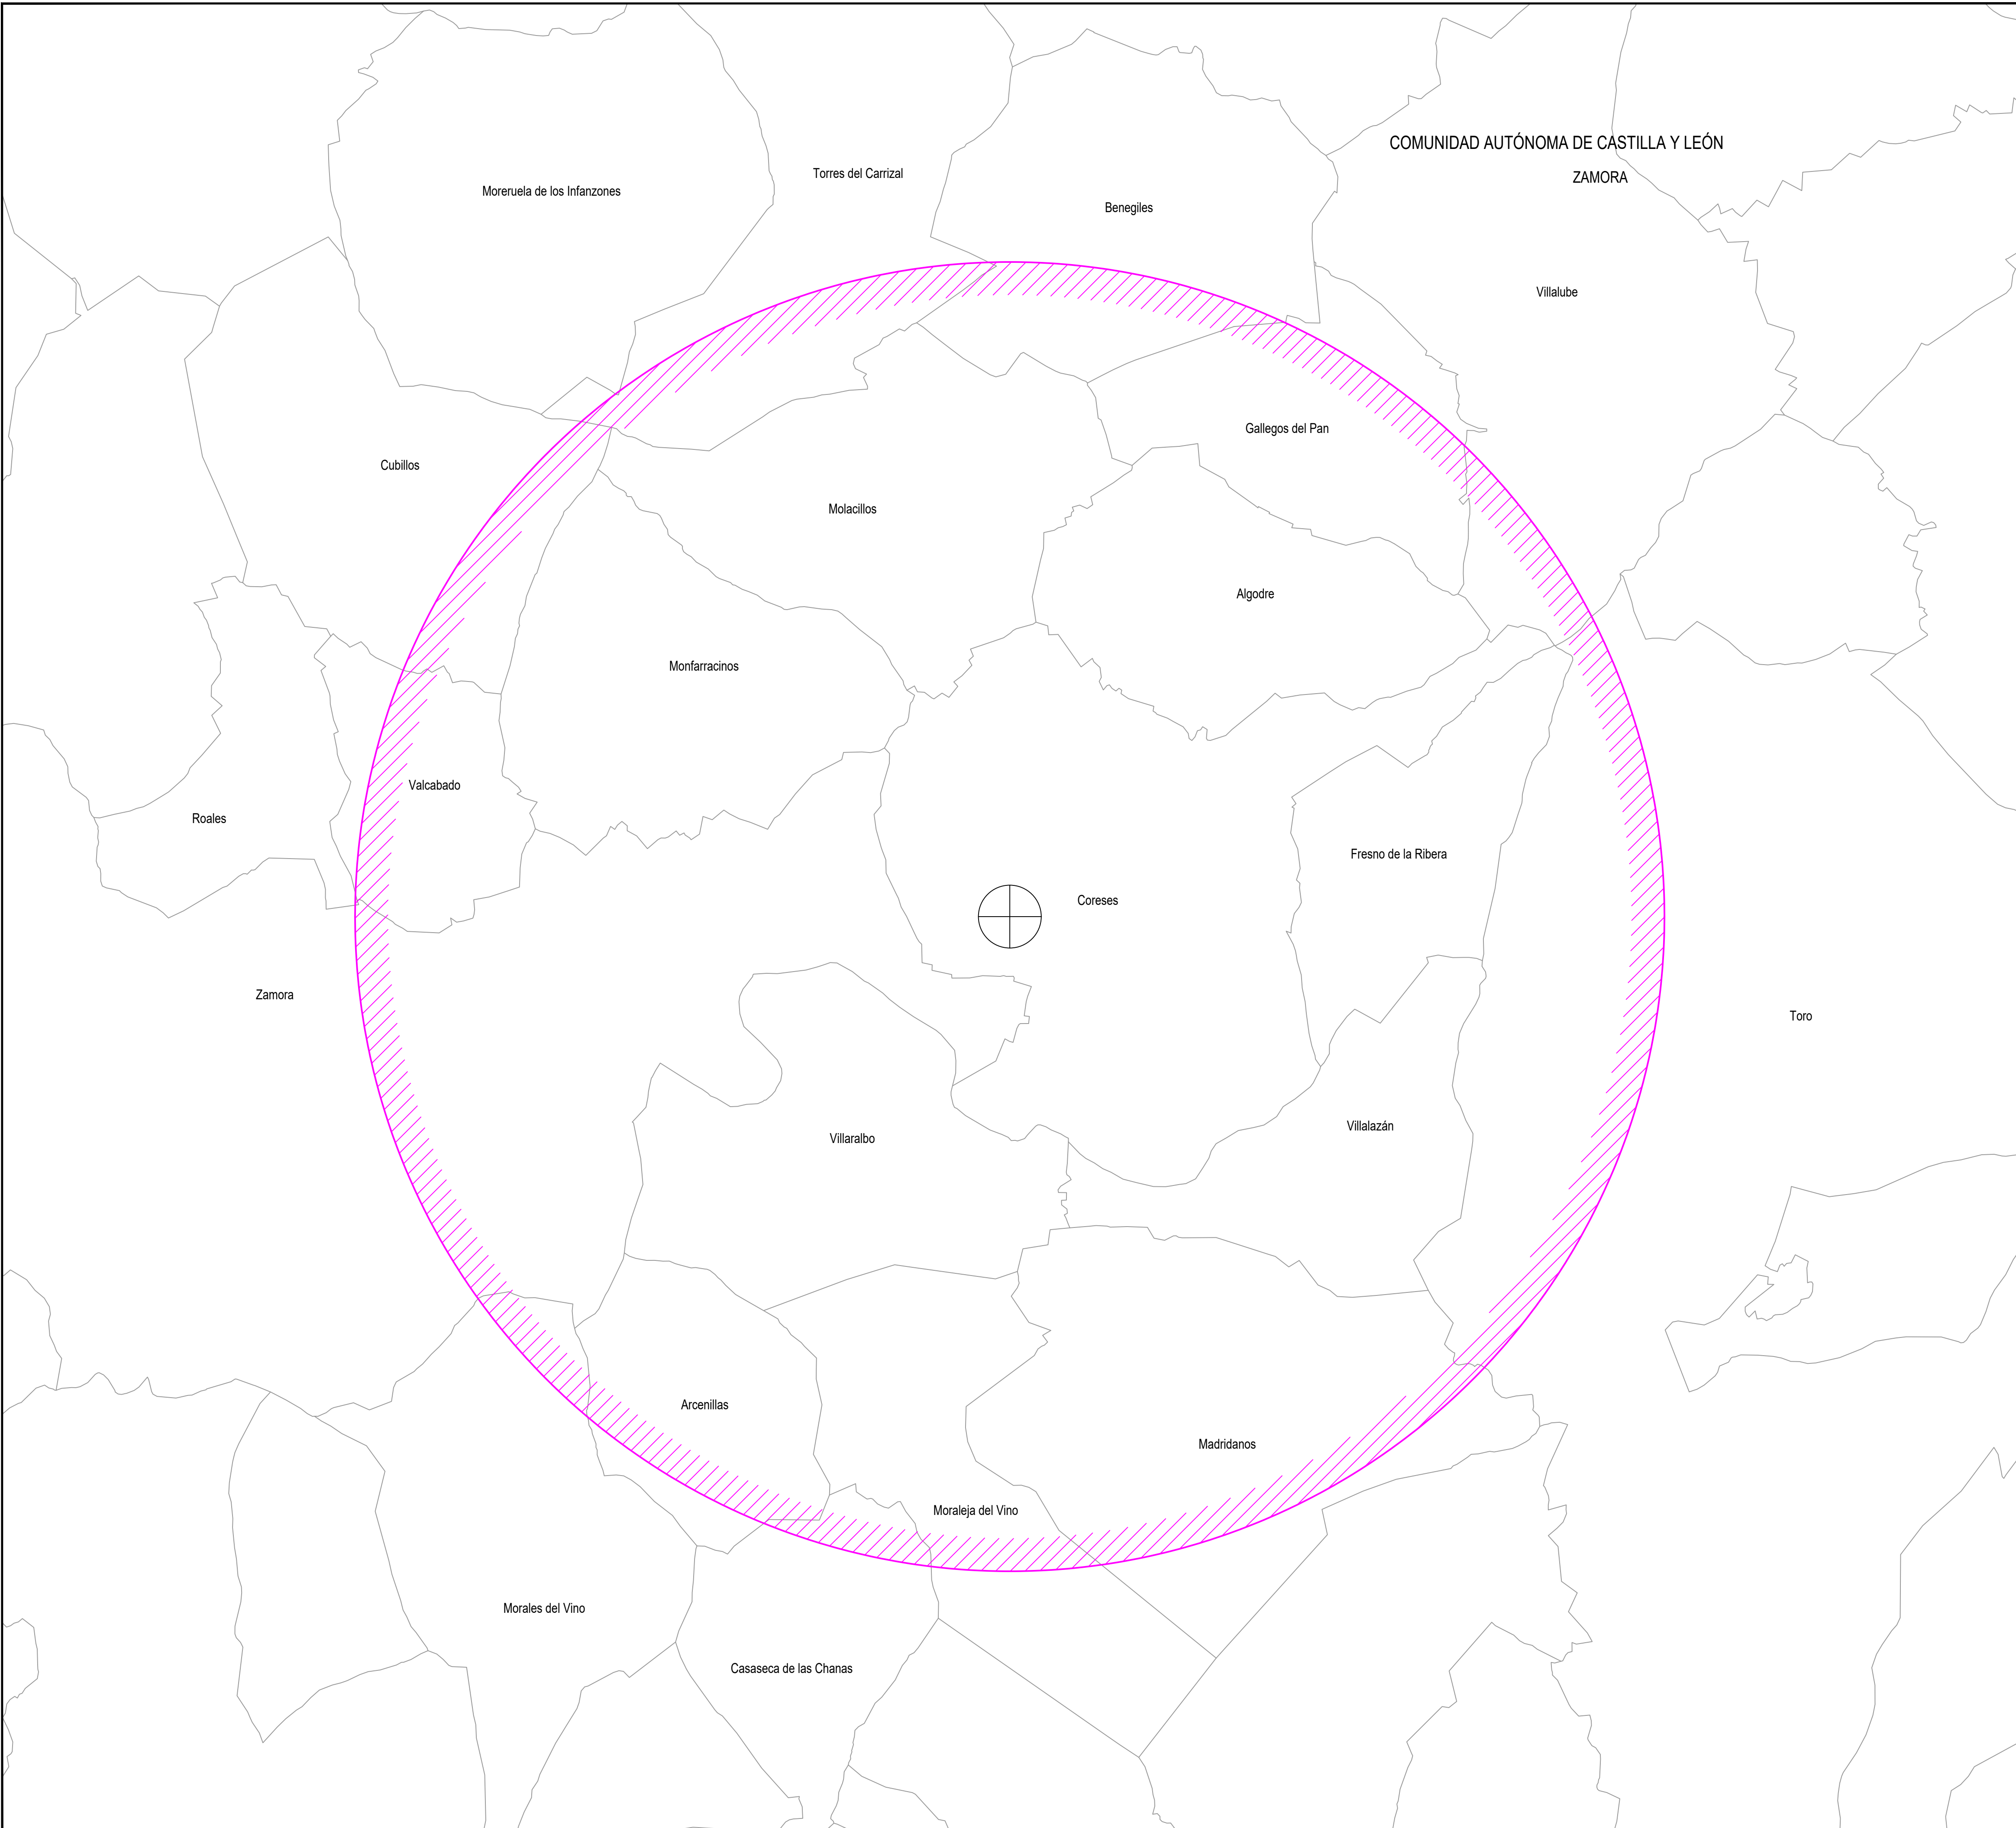 COMUNIDAD AUTÓNOMA DE CASTILLA Y LEÓN
ZAMORA
Torres del Carrizal
Moreruela de los Infanzones
Benegiles
Villalube
Gallegos del Pan
Cubillos
Molacillos
Algodre
Monfarracinos
Valcabado
Roales
Fresno de la Ribera
Coreses
Zamora
Toro
Villalazán
Villaralbo
Arcenillas
Madridanos
Moraleja del Vino
Morales del Vino
Casaseca de las Chanas